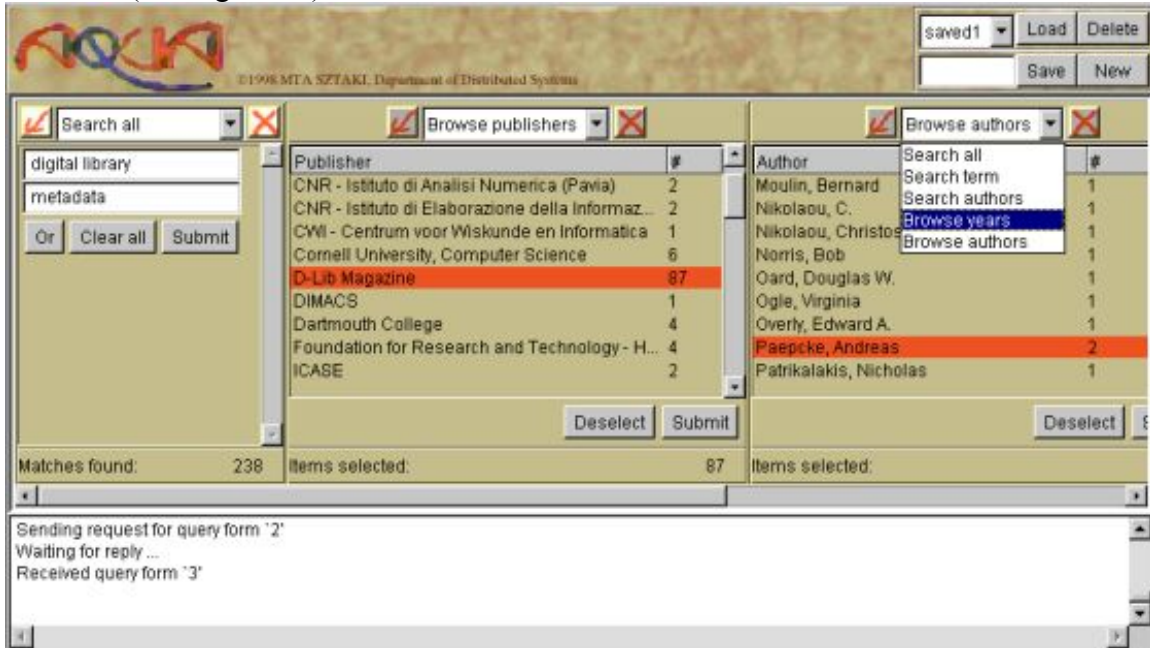 AQUA
©1998 MTA SZTAKI, Department of Distributed Systems
saved1 Load Delete
Save New
Search all
digital library
metadata
Or Clear all Submit
Matches found: 238
Browse publishers
Publisher #
CNR - Istituto di Analisi Numerica (Pavia) 2
CNR - Istituto di Elaborazione della Informaz... 2
CWI - Centrum voor Wiskunde en Informatica 1
Cornell University, Computer Science 6
D-Lib Magazine 87
DIMACS 1
Dartmouth College 4
Foundation for Research and Technology - H... 4
ICASE 2
Deselect Submit
Items selected: 87
Browse authors
Search all
Search term
Search authors
Browse years
Browse authors
Author #
Moulin, Bernard 1
Nikolaou, C. 1
Nikolaou, Christos 1
Norris, Bob 1
Oard, Douglas W. 1
Ogle, Virginia 1
Overly, Edward A. 1
Paepcke, Andreas 2
Patrikalakis, Nicholas 1
Deselect
Items selected:
Sending request for query form `2'
Waiting for reply ...
Received query form `3'